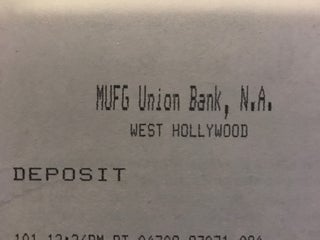 MUFG Union Bank, N.A.
WEST HOLLYWOOD
DEPOSIT